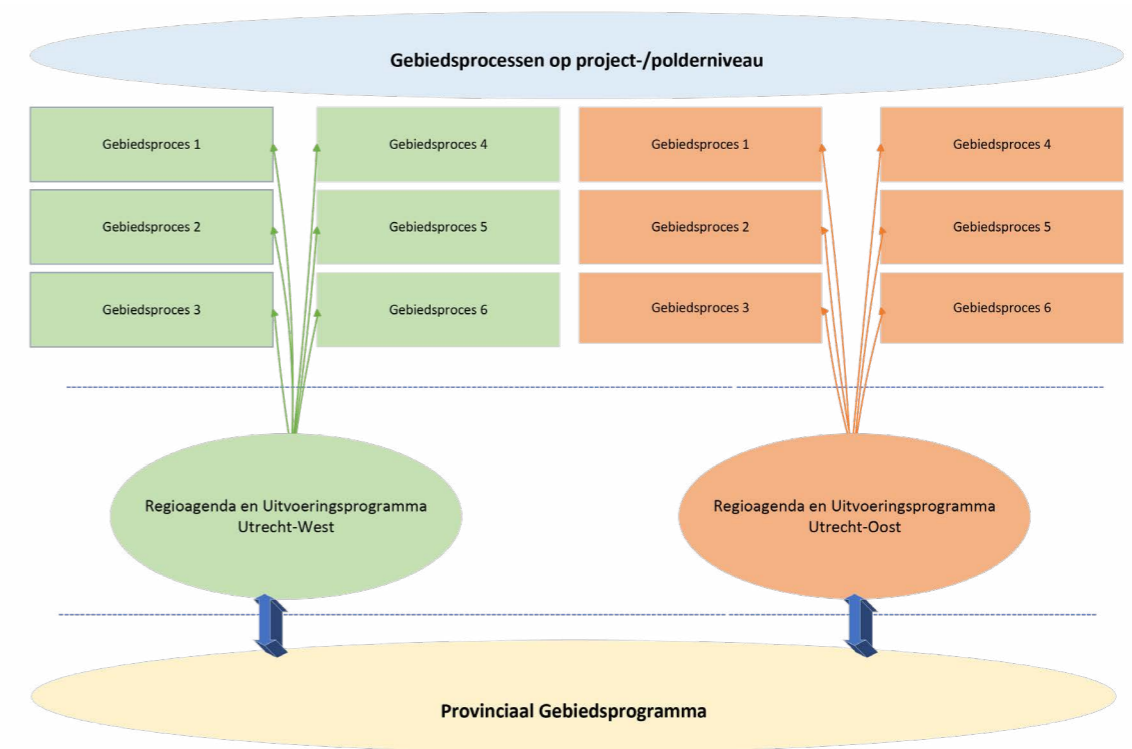 Gebiedsprocessen op project-/polderniveau
Gebiedsproces 1
Gebiedsproces 4
Gebiedsproces 1
Gebiedsproces 4
Gebiedsproces 2
Gebiedsproces 5
Gebiedsproces 2
Gebiedsproces 5
Gebiedsproces 3
Gebiedsproces 6
Gebiedsproces 3
Gebiedsproces 6
Regioagenda en Uitvoeringsprogramma
Utrecht-West
Regioagenda en Uitvoeringsprogramma
Utrecht-Oost
Provinciaal Gebiedsprogramma